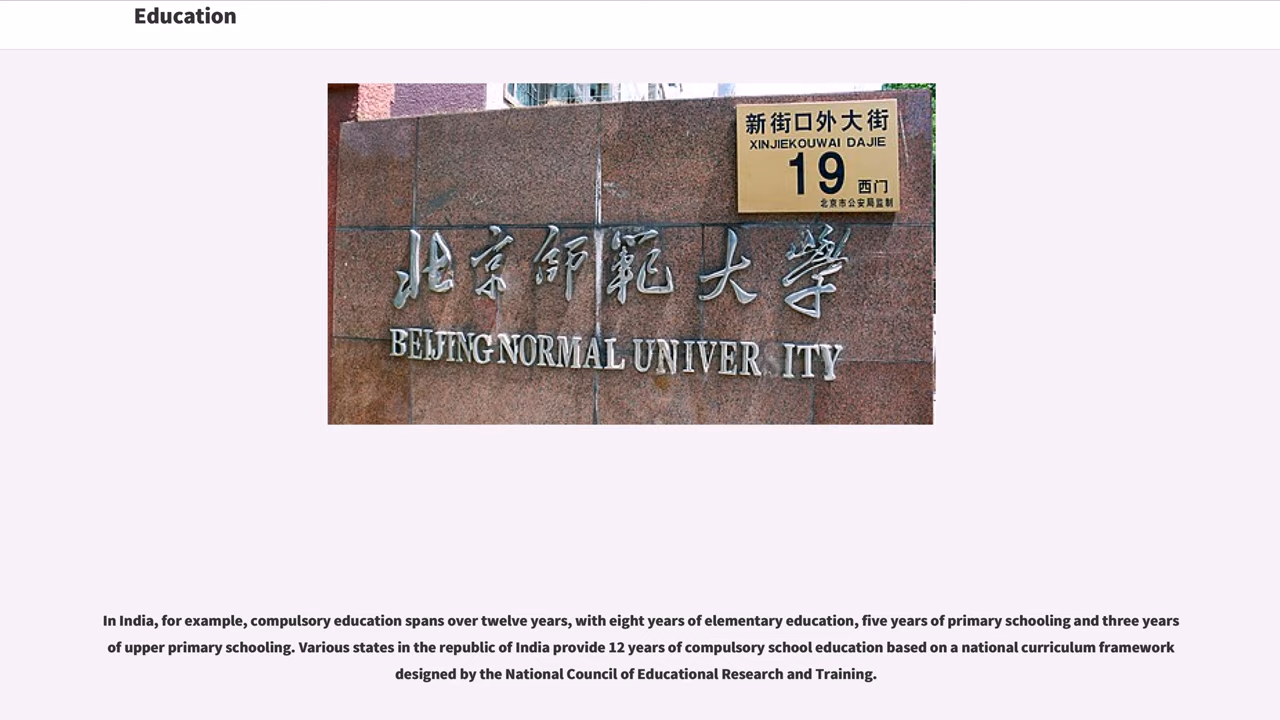 Education
新街口外大街
XINJIEKOUWAI DAJIE
19 西门
北京市公安局监制
北京师範大學
BEIJING NORMAL UNIVERSITY
In India, for example, compulsory education spans over twelve years, with eight years of elementary education, five years of primary schooling and three years
of upper primary schooling. Various states in the republic of India provide 12 years of compulsory school education based on a national curriculum framework
designed by the National Council of Educational Research and Training.